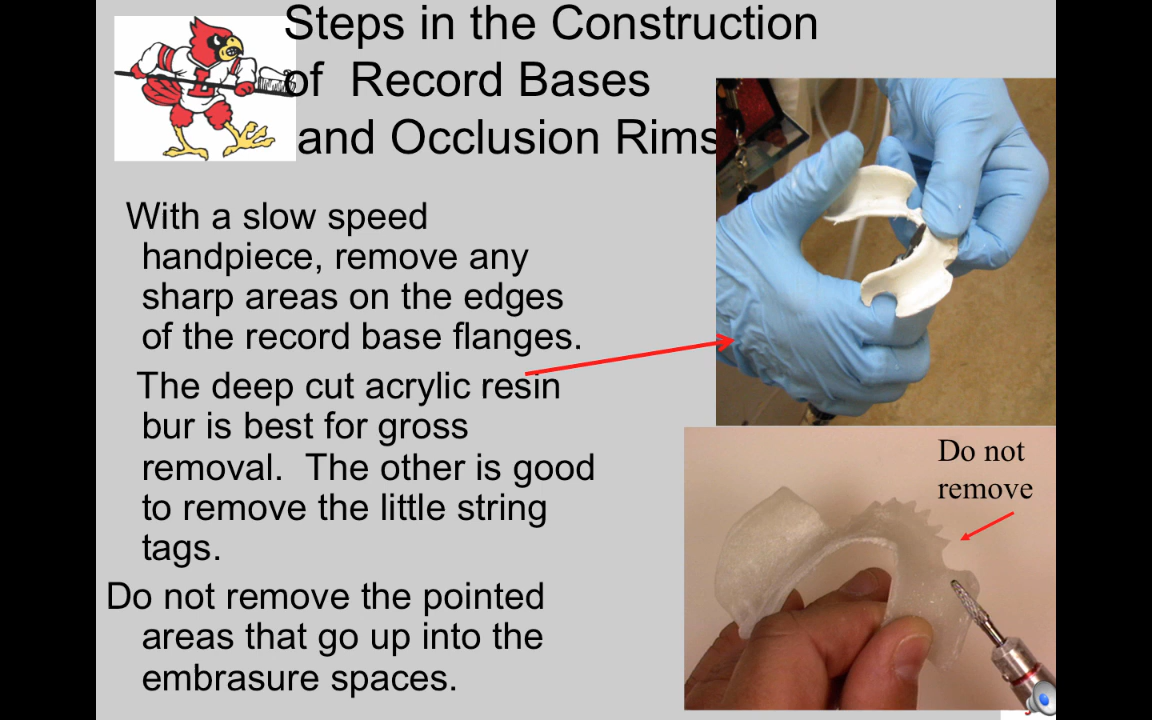 Steps in the Construction
of Record Bases
and Occlusion Rims
With a slow speed
handpiece, remove any
sharp areas on the edges
of the record base flanges.
The deep cut acrylic resin
bur is best for gross
removal. The other is good
to remove the little string
tags.
Do not remove the pointed
areas that go up into the
embrasure spaces.
Do not
remove